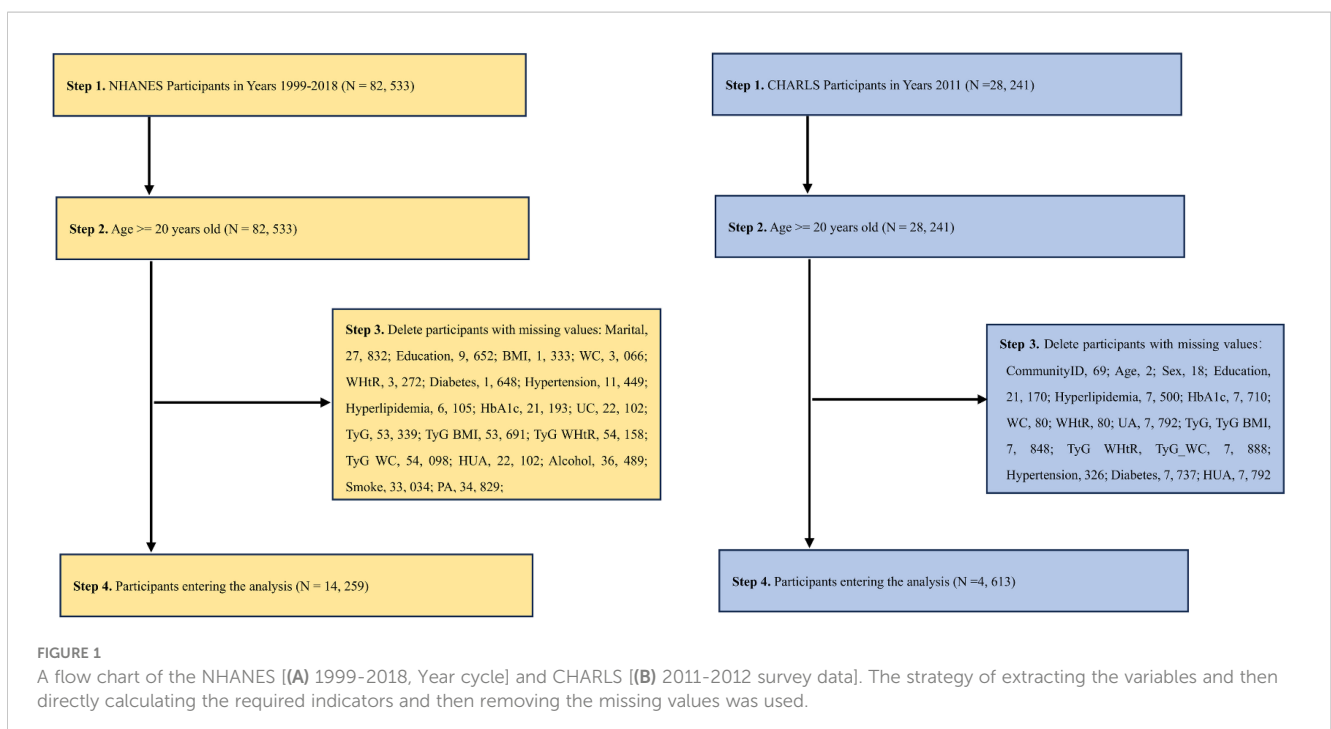 Step 1. NHANES Participants in Years 1999-2018 (N = 82, 533)
Step 2. Age >= 20 years old (N = 82, 533)
Step 3. Delete participants with missing values: Marital,
27, 832; Education, 9, 652; BMI, 1, 333; WC, 3, 066;
WHtR, 3, 272; Diabetes, 1, 648; Hypertension, 11, 449;
Hyperlipidemia, 6, 105; HbA1c, 21, 193; UC, 22, 102;
TyG, 53, 339; TyG BMI, 53, 691; TyG WHtR, 54, 158;
TyG WC, 54, 098; HUA, 22, 102; Alcohol, 36, 489;
Smoke, 33, 034; PA, 34, 829;
Step 4. Participants entering the analysis (N = 14, 259)
Step 1. CHARLS Participants in Years 2011 (N =28, 241)
Step 2. Age >= 20 years old (N = 28, 241)
Step 3. Delete participants with missing values:
CommunityID, 69; Age, 2; Sex, 18; Education,
21, 170; Hyperlipidemia, 7, 500; HbA1c, 7, 710;
WC, 80; WHtR, 80; UA, 7, 792; TyG, TyG BMI,
7, 848; TyG WHtR, TyG_WC, 7, 888;
Hypertension, 326; Diabetes, 7, 737; HUA, 7, 792
Step 4. Participants entering the analysis (N =4, 613)
FIGURE 1
A flow chart of the NHANES [(A) 1999-2018, Year cycle] and CHARLS [(B) 2011-2012 survey data]. The strategy of extracting the variables and then
directly calculating the required indicators and then removing the missing values was used.